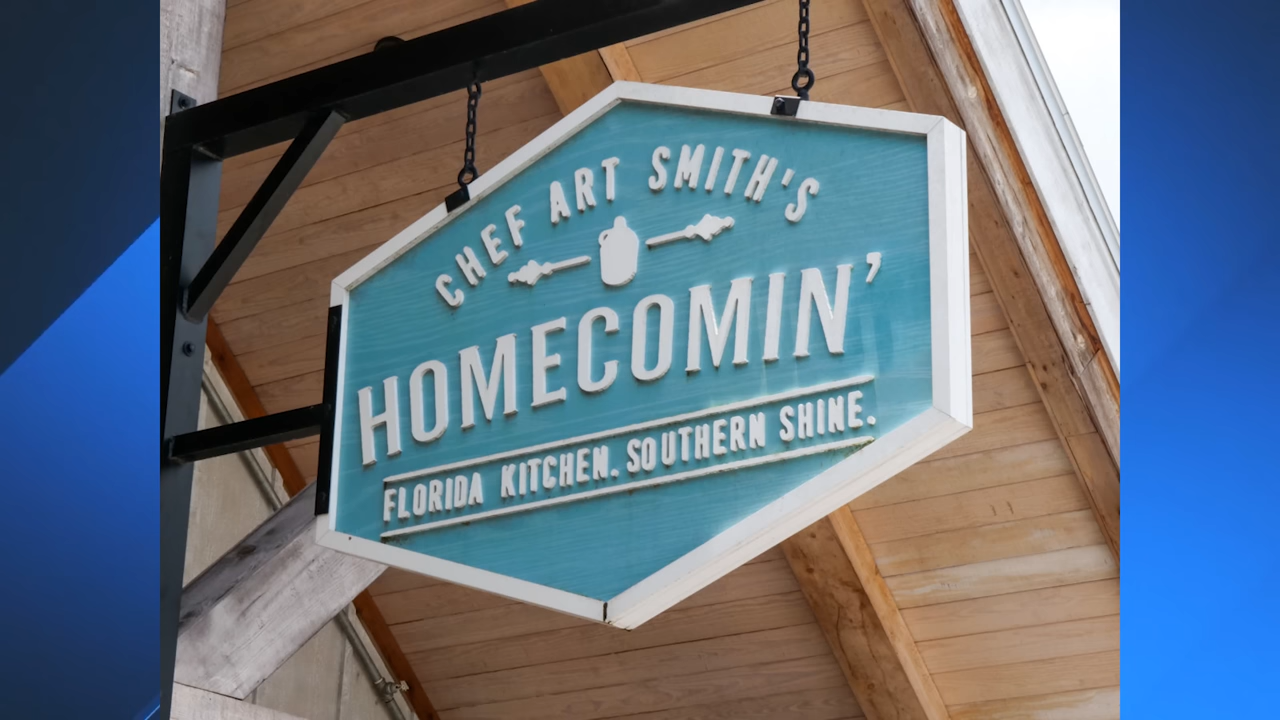 CHEF ART SMITH'S
HOMECOMIN'
FLORIDA KITCHEN. SOUTHERN SHINE.